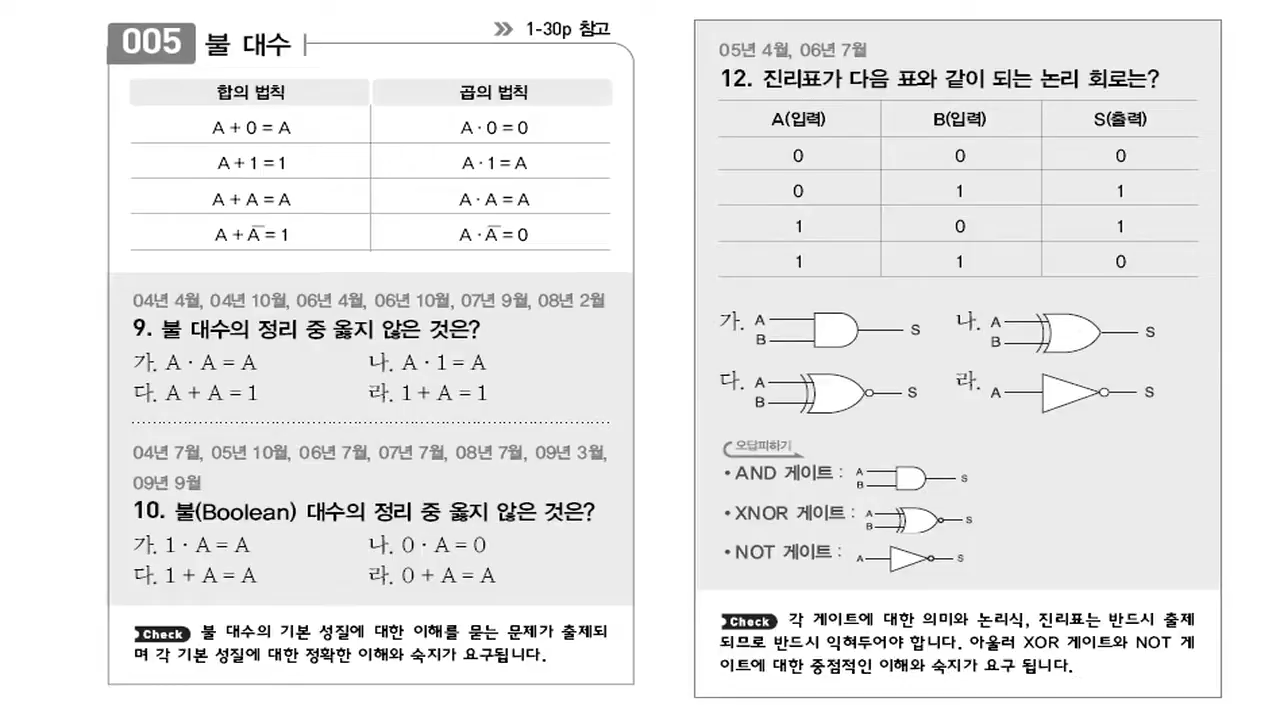 005 불 대수
1-30p 참고
합의 법칙 곱의 법칙
A + 0 = A A · 0 = 0
A + 1 = 1 A · 1 = A
A + A = A A · A = A
A + A̅ = 1 A · A̅ = 0
04년 4월, 04년 10월, 06년 4월, 06년 10월, 07년 9월, 08년 2월
9. 불 대수의 정리 중 옳지 않은 것은?
가. A · A = A 나. A · 1 = A
다. A + A = 1 라. 1 + A = 1
04년 7월, 05년 10월, 06년 7월, 07년 7월, 08년 7월, 09년 3월,
09년 9월
10. 불(Boolean) 대수의 정리 중 옳지 않은 것은?
가. 1 · A = A 나. 0 · A = 0
다. 1 + A = A 라. 0 + A = A
Check 불 대수의 기본 성질에 대한 이해를 묻는 문제가 출제되
며 각 기본 성질에 대한 정확한 이해와 숙지가 요구됩니다.
05년 4월, 06년 7월
12. 진리표가 다음 표와 같이 되는 논리 회로는?
A(입력) B(입력) S(출력)
0 0 0
0 1 1
1 0 1
1 1 0
가. A B S 나. A B S
다. A B S 라. A S
오답피하기
• AND 게이트 : A B S
• XNOR 게이트 : A B S
• NOT 게이트 : A S
Check 각 게이트에 대한 의미와 논리식, 진리표는 반드시 출제
되므로 반드시 익혀두어야 합니다. 아울러 XOR 게이트와 NOT 게
이트에 대한 중점적인 이해와 숙지가 요구 됩니다.